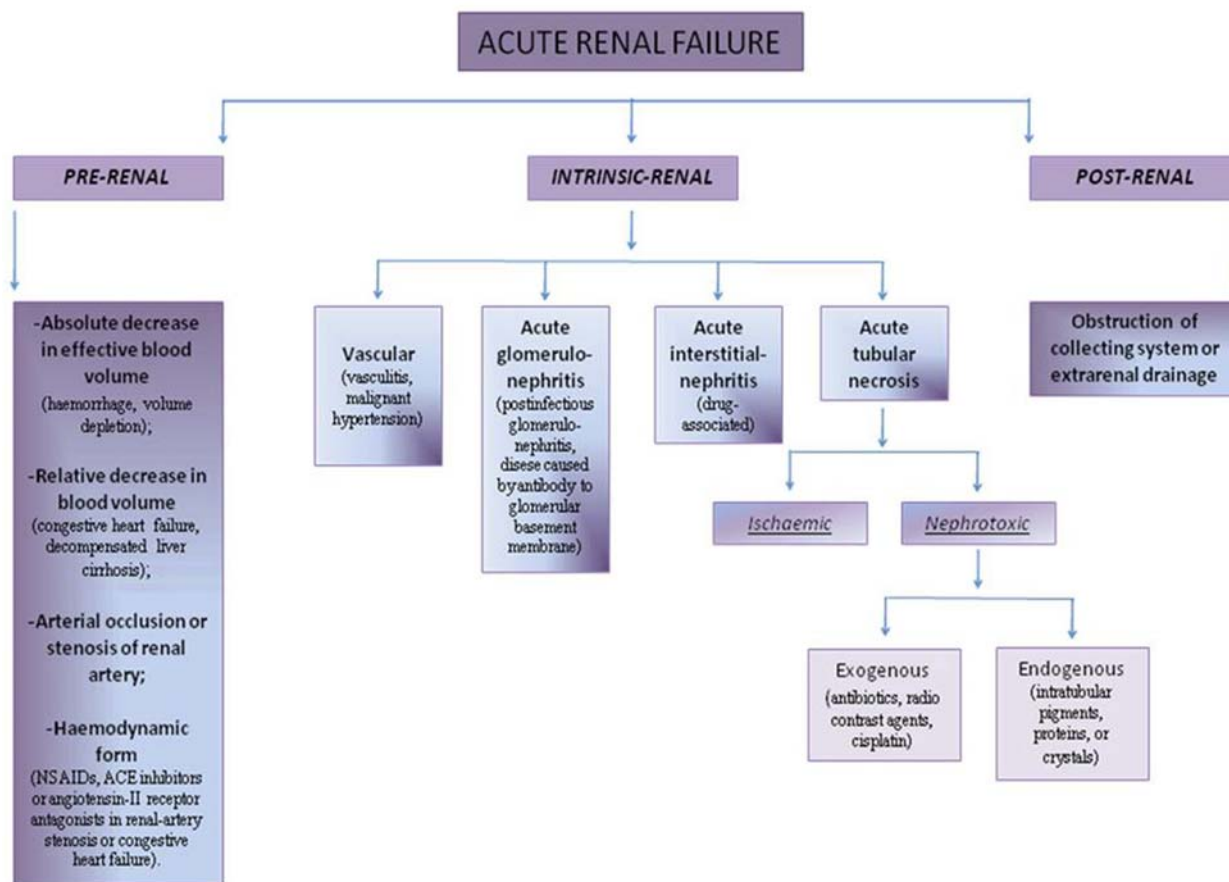 ACUTE RENAL FAILURE
PRE-RENAL
INTRINSIC-RENAL
POST-RENAL
-Absolute decrease
in effective blood
volume
(haemorrhage, volume
depletion);
-Relative decrease in
blood volume
(congestive heart failure,
decompensated liver
cirrhosis);
-Arterial occlusion or
stenosis of renal
artery;
-Haemodynamic
form
(NSAIDs, ACE inhibitors
or angiotensin-II receptor
antagonists in renal-artery
stenosis or congestive
heart failure).
Vascular
(vasculitis,
malignant
hypertension)
Acute
glomerulo-
nephritis
(postinfectious
glomerulo-
nephritis,
disese caused
by antibody to
glomerular
basement
membrane)
Acute
interstitial-
nephritis
(drug-
associated)
Acute
tubular
necrosis
Obstruction of
collecting system or
extrarenal drainage
Ischaemic
Nephrotoxic
Exogenous
(antibiotics, radio
contrast agents,
cisplatin)
Endogenous
(intratubular
pigments,
proteins, or
crystals)